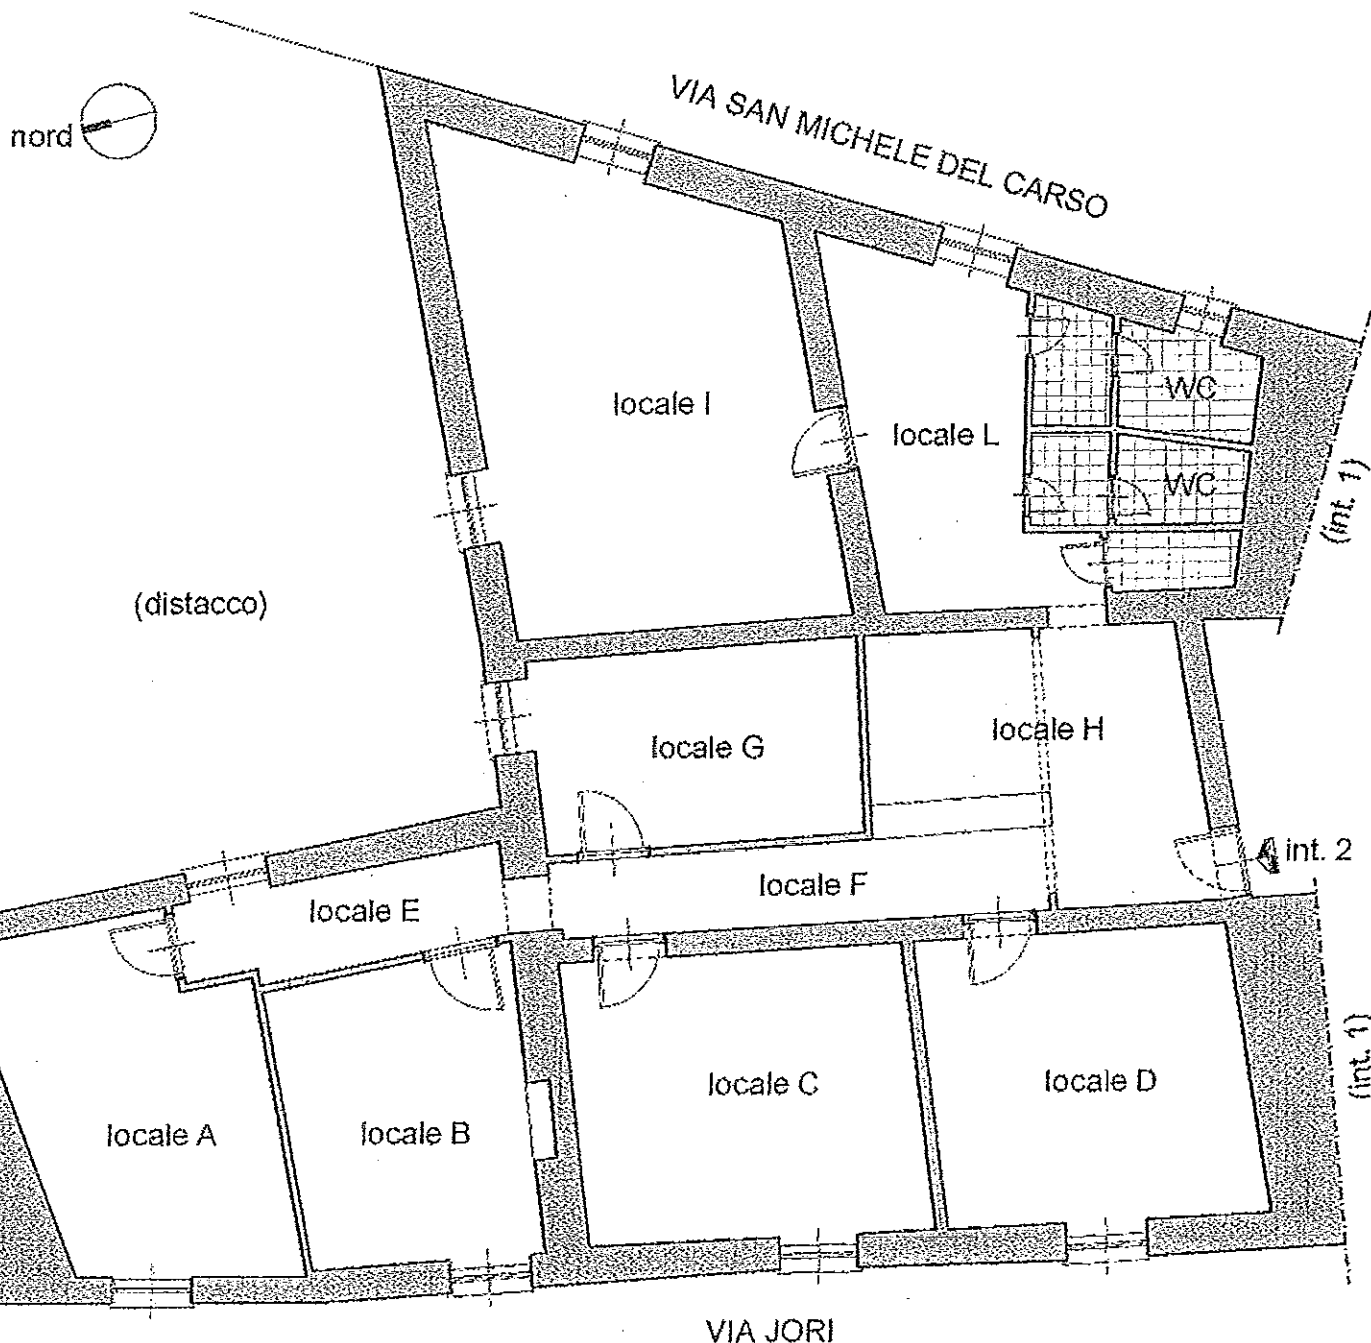 VIA SAN MICHELE DEL CARSO
nord
locale I
locale L
WC
WC
(int. 1)
(distacco)
locale G
locale H
int. 2
locale F
locale E
locale C
locale D
(int. 1)
locale A
locale B
VIA JORI